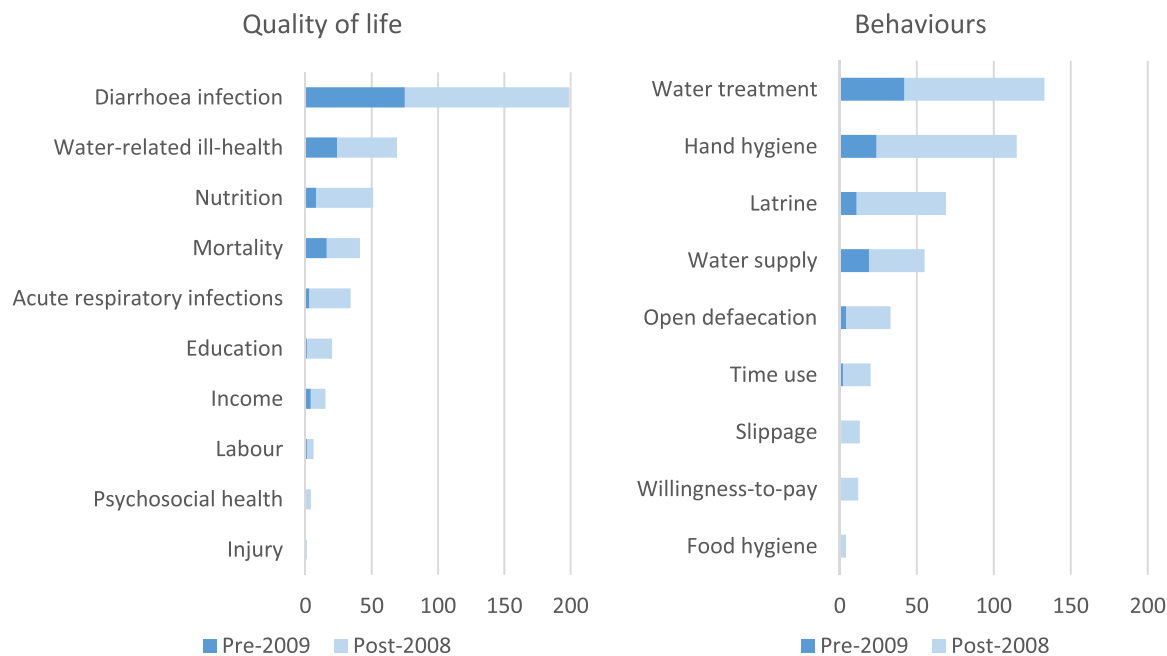 Quality of life
Diarrhoea infection
Water-related ill-health
Nutrition
Mortality
Acute respiratory infections
Education
Income
Labour
Psychosocial health
Injury
0 50 100 150 200
Pre-2009 Post-2008
Behaviours
Water treatment
Hand hygiene
Latrine
Water supply
Open defaecation
Time use
Slippage
Willingness-to-pay
Food hygiene
0 50 100 150 200
Pre-2009 Post-2008